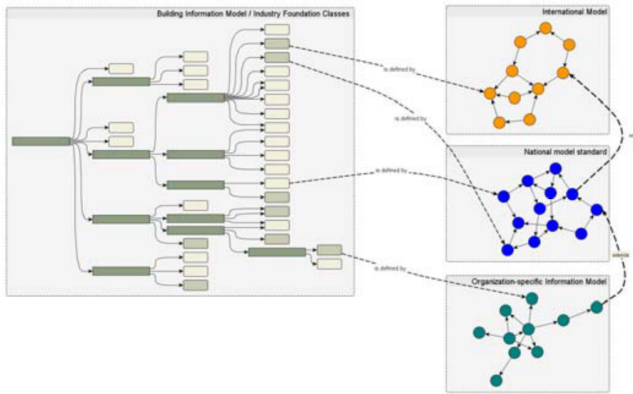 Building Information Model / Industry Foundation Classes
International Model
is defined by
is defined by
National model standard
is defined by
is defined by
Organization-specific Information Model